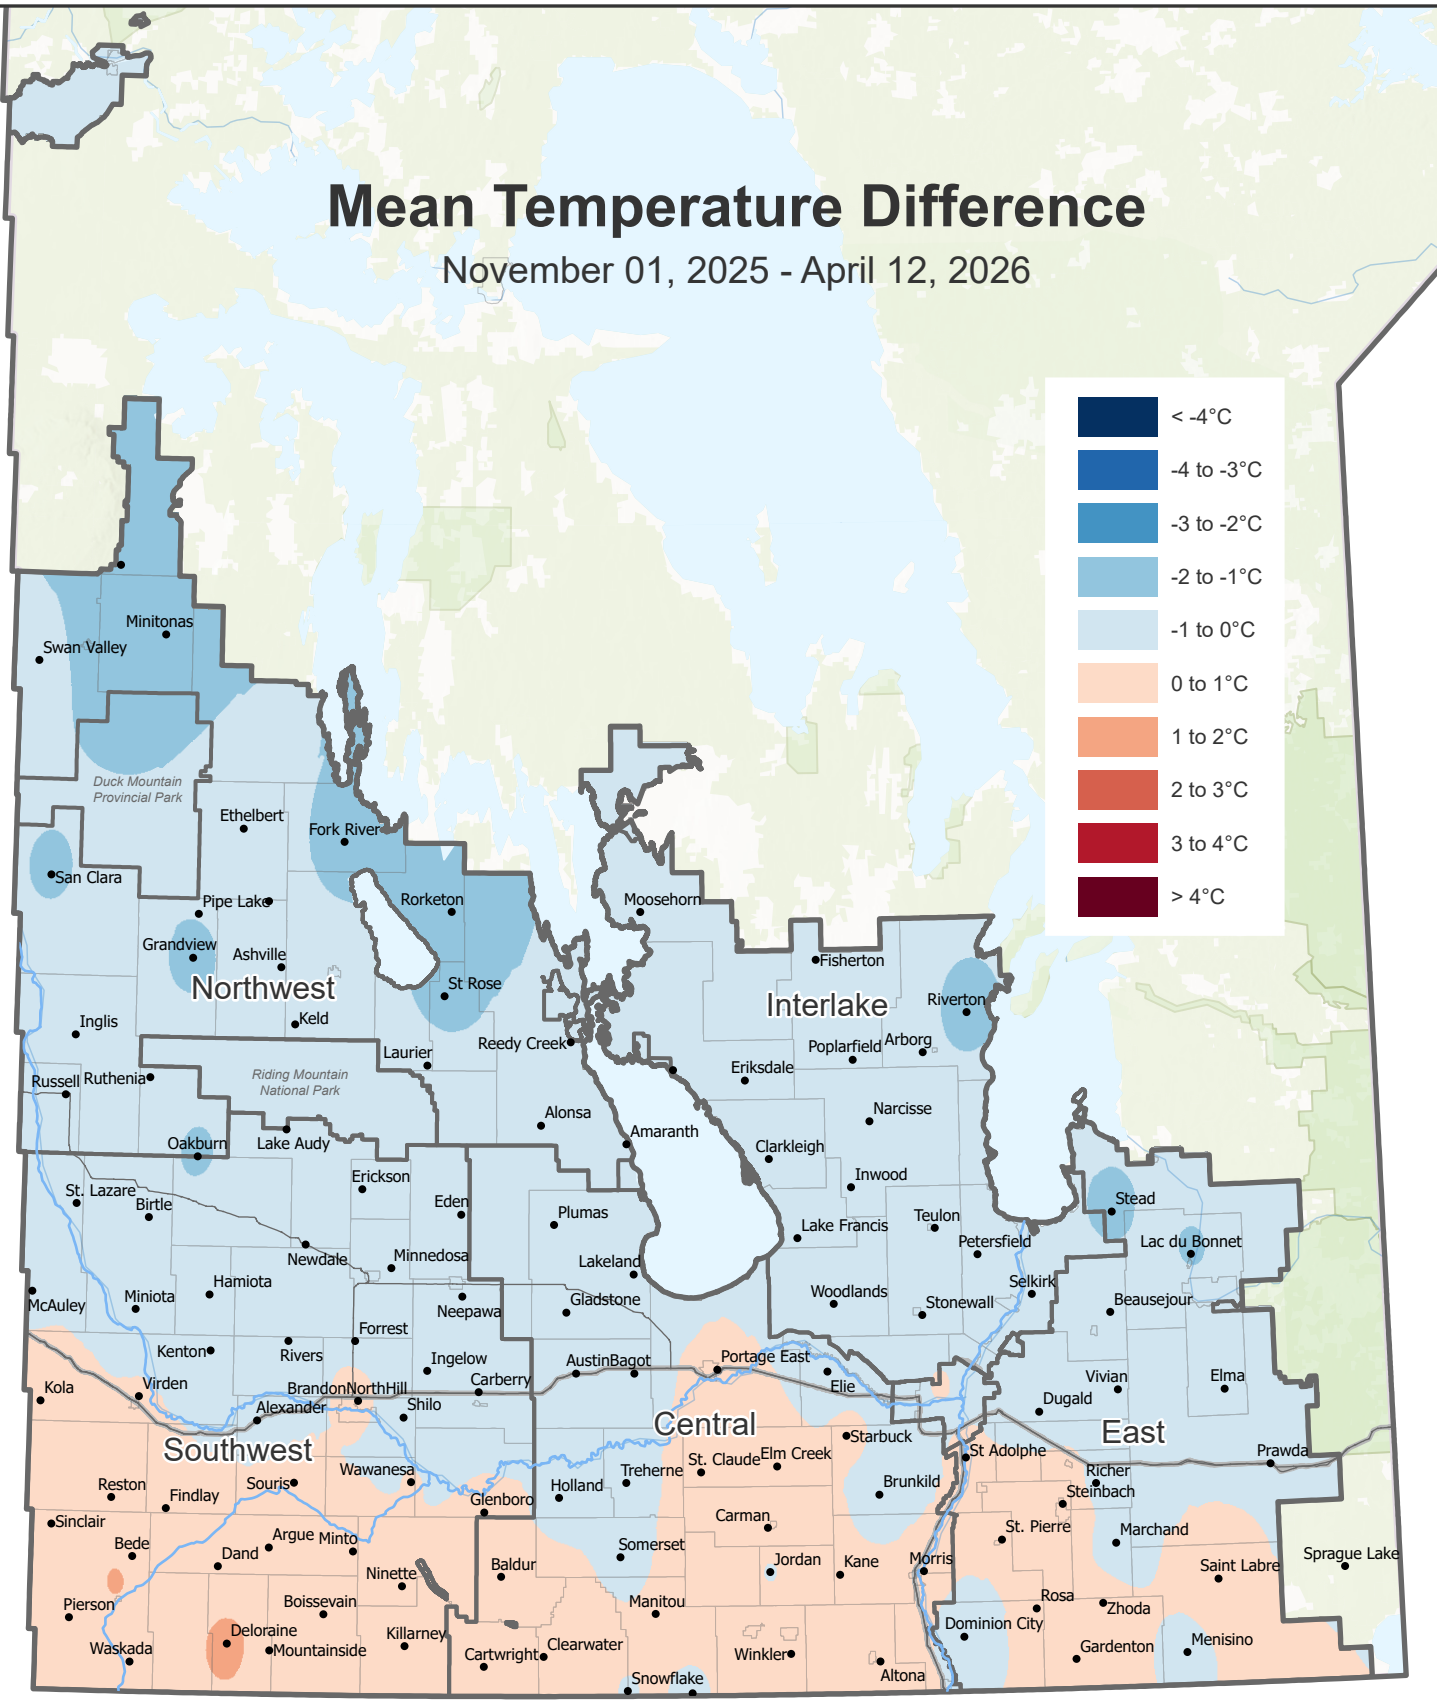 Mean Temperature Difference
November 01, 2025 - April 12, 2026
< -4°C
-4 to -3°C
-3 to -2°C
-2 to -1°C
-1 to 0°C
0 to 1°C
1 to 2°C
2 to 3°C
3 to 4°C
> 4°C
Minitonas
Swan Valley
Duck Mountain
Provincial Park
Ethelbert
Fork River
San Clara
Pipe Lake
Rorketon
Moosehorn
Grandview
Ashville
Northwest
St Rose
Fisherton
Interlake
Riverton
Inglis
Keld
Reedy Creek
Laurier
Poplarfield
Arborg
Eriksdale
Russell
Ruthenia
Riding Mountain
National Park
Alonsa
Narcisse
Oakburn
Lake Audy
Amaranth
Clarkleigh
Erickson
Inwood
St. Lazare
Birtle
Eden
Plumas
Lake Francis
Teulon
Stead
Petersfield
Lac du Bonnet
Newdale
Minnedosa
Lakeland
Hamiota
Selkirk
McAuley
Miniota
Neepawa
Gladstone
Woodlands
Stonewall
Beausejour
Forrest
Kenton
Rivers
Ingelow
Austin
Bagot
Portage East
Kola
Virden
BrandonNorthHill
Carberry
Elie
Vivian
Elma
Alexander
Shilo
Dugald
Southwest
Central
East
Starbuck
St Adolphe
Prawda
Wawanesa
Treherne
St. Claude
Elm Creek
Richer
Reston
Findlay
Souris
Holland
Brunkild
Steinbach
Glenboro
Sinclair
Carman
St. Pierre
Marchand
Bede
Dand
Argue
Minto
Somerset
Baldur
Jordan
Kane
Morris
Saint Labre
Sprague Lake
Ninette
Pierson
Boissevain
Manitou
Rosa
Zhoda
Waskada
Deloraine
Mountainside
Killarney
Dominion City
Cartwright
Clearwater
Winkler
Gardenton
Menisino
Snowflake
Altona